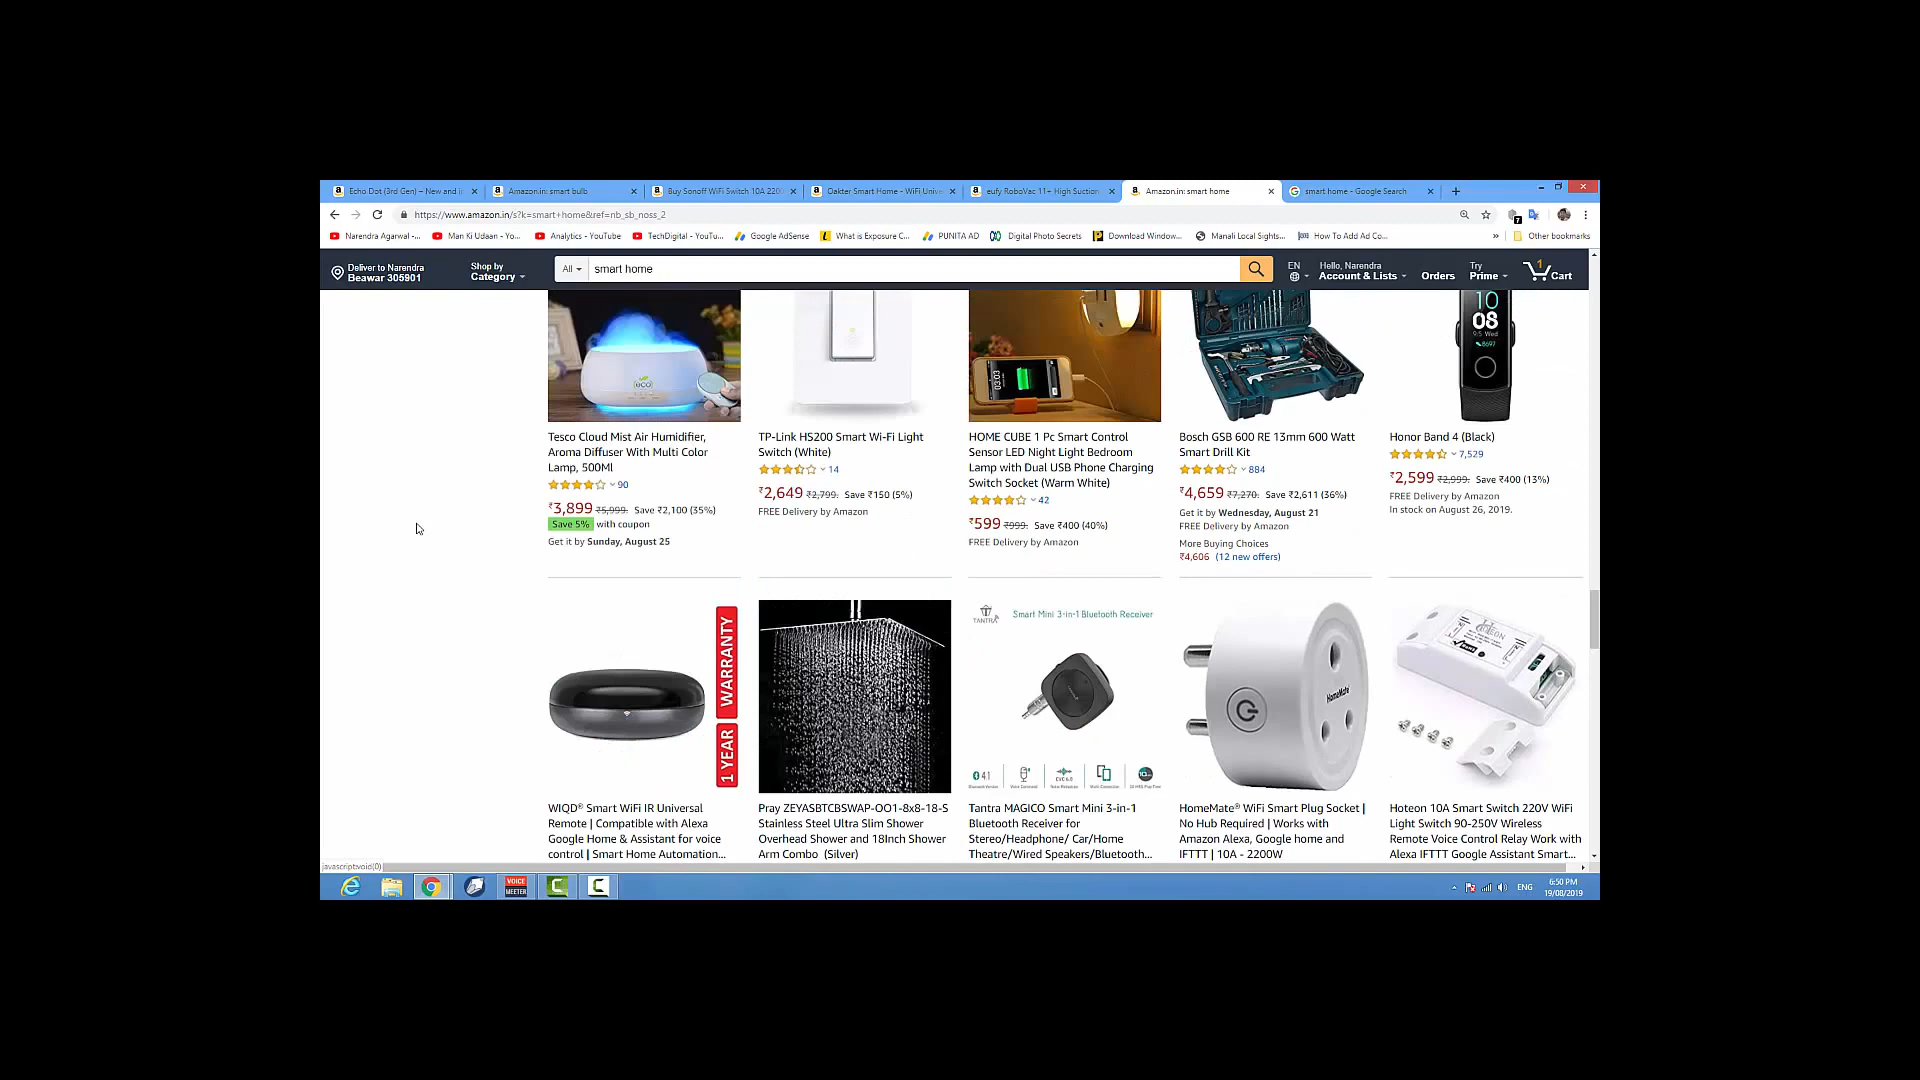 Echo Dot (3rd Gen) – New and i
Amazon.in: smart bulb
Buy Sonoff WiFi Switch 10A 220
Oakter Smart Home - WiFi Unive
eufy RoboVac 11+ High Suction
Amazon.in: smart home
smart home - Google Search
https://www.amazon.in/s?k=smart+home&ref=nb_sb_noss_2
Narendra Agarwal -...
Man Ki Udaan - Yo...
Analytics - YouTube
TechDigital - YouTu...
Google AdSense
What is Exposure C...
PUNITA AD
Digital Photo Secrets
Download Window...
Manali Local Sights...
How To Add Ad Co...
» Other bookmarks
Deliver to Narendra
Beawar 305901
Shop by
Category
All
smart home
EN
Hello, Narendra
Account & Lists
Orders
Try
Prime
1
Cart
eco
03:03
10
08
9.5 Wed
8697
Tesco Cloud Mist Air Humidifier,
Aroma Diffuser With Multi Color
Lamp, 500Ml
90
₹3,899 ₹5,999. Save ₹2,100 (35%)
Save 5% with coupon
Get it by Sunday, August 25
TP-Link HS200 Smart Wi-Fi Light
Switch (White)
14
₹2,649 ₹2,799. Save ₹150 (5%)
FREE Delivery by Amazon
HOME CUBE 1 Pc Smart Control
Sensor LED Night Light Bedroom
Lamp with Dual USB Phone Charging
Switch Socket (Warm White)
42
₹599 ₹999. Save ₹400 (40%)
FREE Delivery by Amazon
Bosch GSB 600 RE 13mm 600 Watt
Smart Drill Kit
884
₹4,659 ₹7,270. Save ₹2,611 (36%)
Get it by Wednesday, August 21
FREE Delivery by Amazon
More Buying Choices
₹4,606 (12 new offers)
Honor Band 4 (Black)
7,529
₹2,599 ₹2,999. Save ₹400 (13%)
FREE Delivery by Amazon
In stock on August 26, 2019.
1 YEAR WARRANTY
TANTRA
Smart Mini 3-in-1 Bluetooth Receiver
4.1
HomeMate
WIQD® Smart WiFi IR Universal
Remote | Compatible with Alexa
Google Home & Assistant for voice
control | Smart Home Automation...
Pray ZEYASBTCBSWAP-OO1-8x8-18-S
Stainless Steel Ultra Slim Shower
Overhead Shower and 18Inch Shower
Arm Combo (Silver)
Tantra MAGICO Smart Mini 3-in-1
Bluetooth Receiver for
Stereo/Headphone/ Car/Home
Theatre/Wired Speakers/Bluetooth...
HomeMate® WiFi Smart Plug Socket |
No Hub Required | Works with
Amazon Alexa, Google home and
IFTTT | 10A - 2200W
Hoteon 10A Smart Switch 220V WiFi
Light Switch 90-250V Wireless
Remote Voice Control Relay Work with
Alexa IFTTT Google Assistant Smart...
javascript:void(0)
VOICE
MEETER
ENG
6:50 PM
19/08/2019